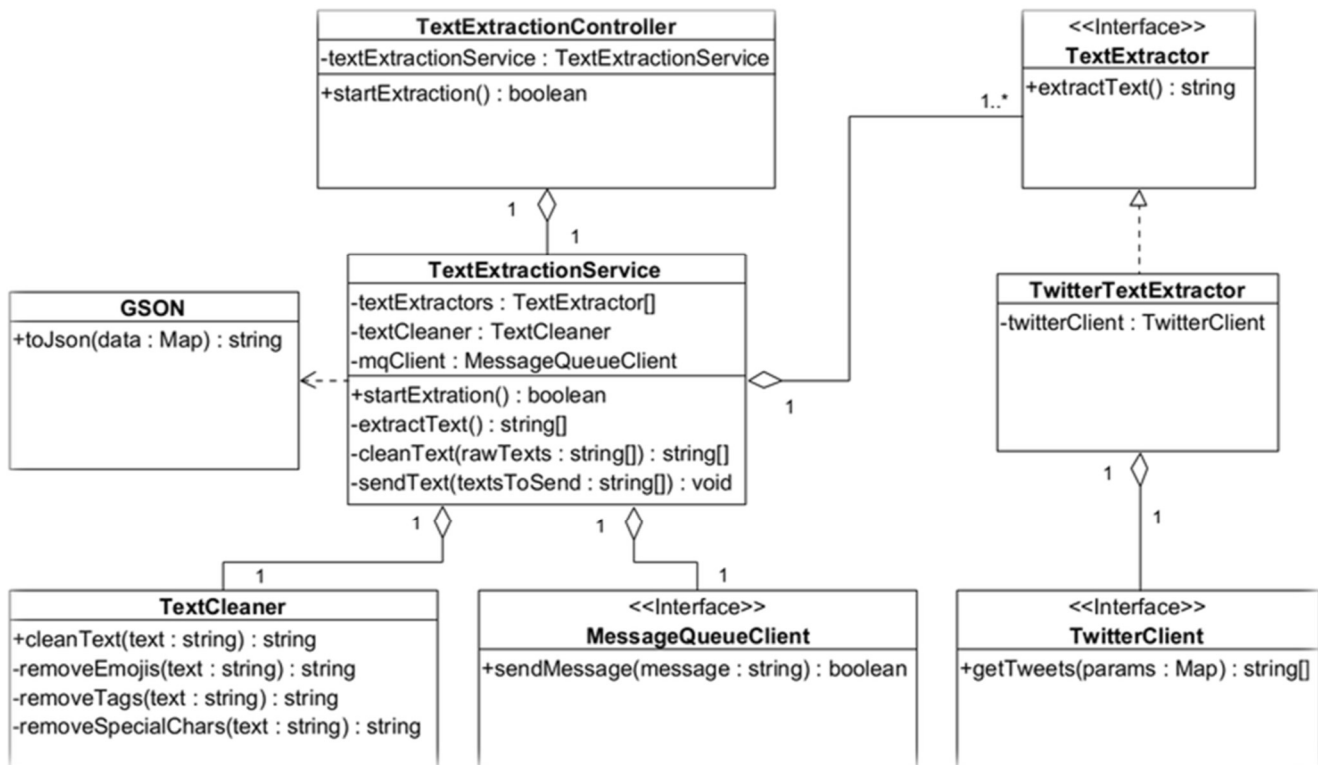 TextExtractionController
-textExtractionService : TextExtractionService
+startExtraction() : boolean
<<Interface>>
TextExtractor
+extractText() : string
1..*
1
1
TextExtractionService
-textExtractors : TextExtractor[]
-textCleaner : TextCleaner
-mqClient : MessageQueueClient
+startExtration() : boolean
-extractText() : string[]
-cleanText(rawTexts : string[]) : string[]
-sendText(textsToSend : string[]) : void
GSON
+toJson(data : Map) : string
1
TwitterTextExtractor
-twitterClient : TwitterClient
1
1
1
1
1
1
TextCleaner
+cleanText(text : string) : string
-removeEmojis(text : string) : string
-removeTags(text : string) : string
-removeSpecialChars(text : string) : string
<<Interface>>
MessageQueueClient
+sendMessage(message : string) : boolean
<<Interface>>
TwitterClient
+getTweets(params : Map) : string[]